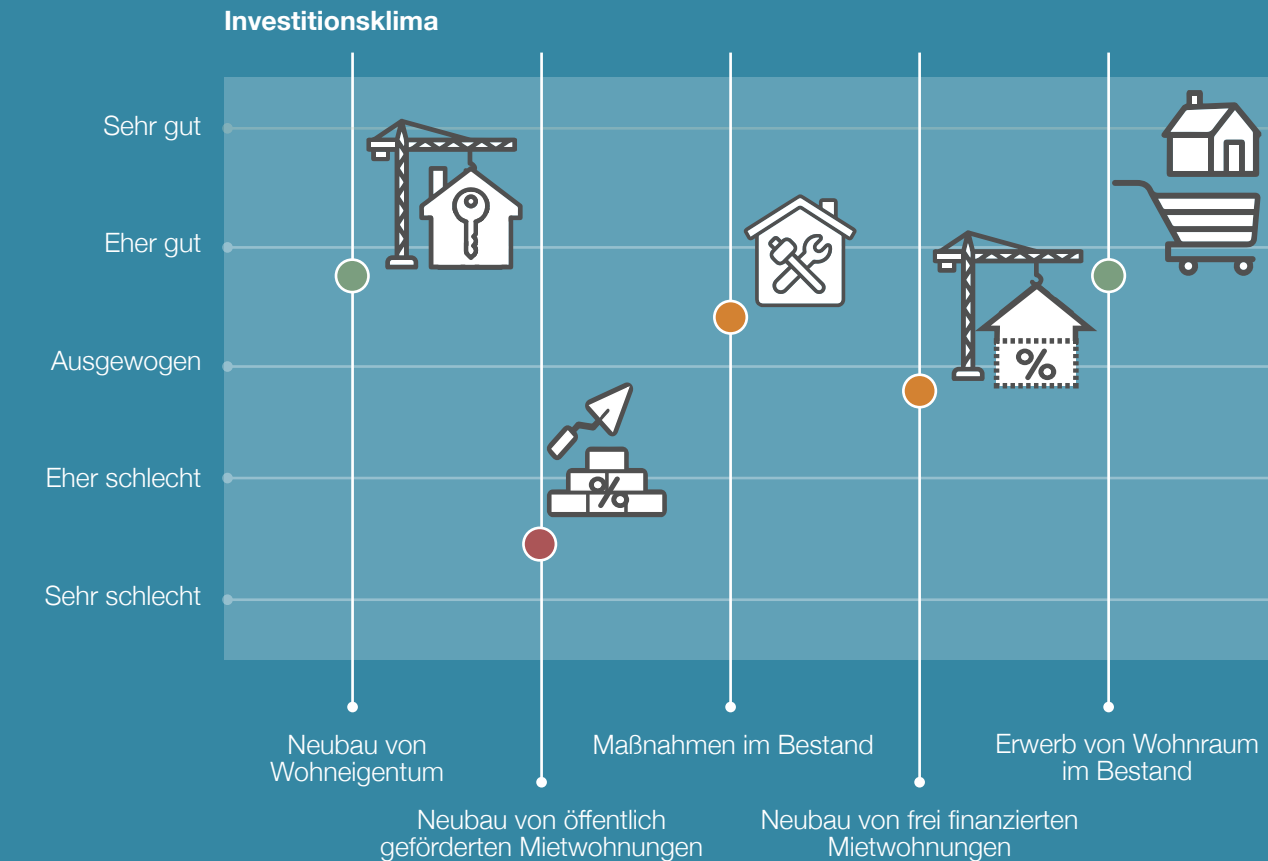 Investitionsklima
Sehr gut
Eher gut
Ausgewogen
Eher schlecht
Sehr schlecht
%
%
Neubau von
Wohneigentum
Neubau von öffentlich
geförderten Mietwohnungen
Maßnahmen im Bestand
Neubau von frei finanzierten
Mietwohnungen
Erwerb von Wohnraum
im Bestand